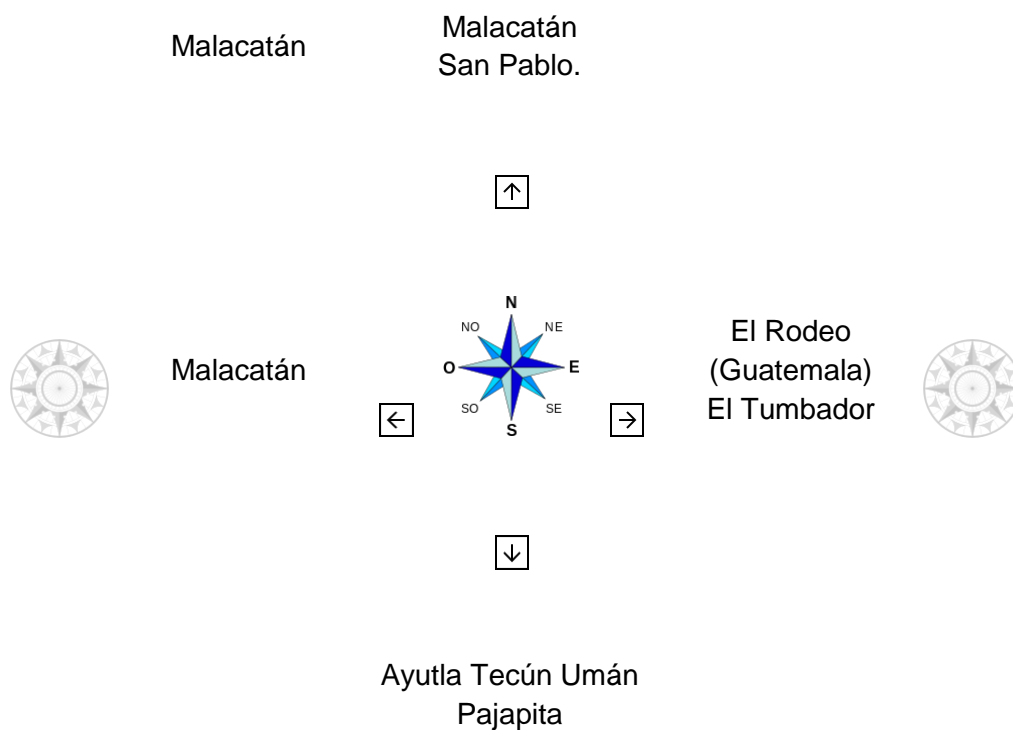 Malacatán
Malacatán
San Pablo.
↑
Malacatán
←
N
NO
NE
O
E
SO
SE
S
→
El Rodeo
(Guatemala)
El Tumbador
↓
Ayutla Tecún Umán
Pajapita